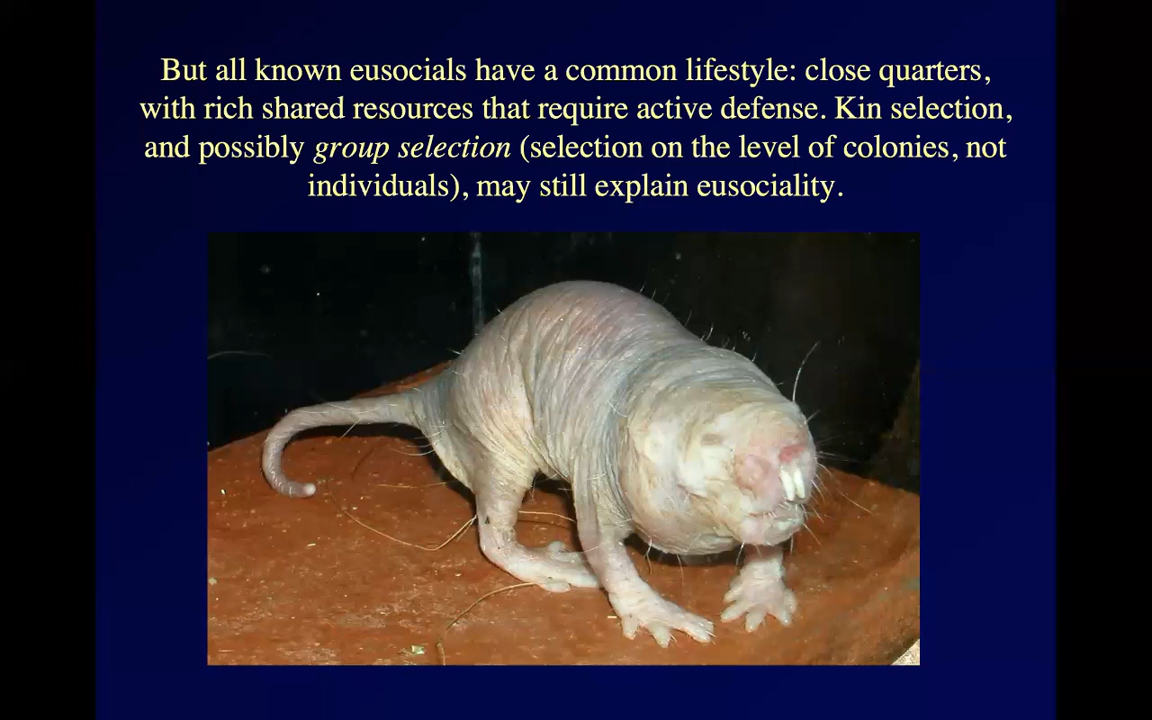 But all known eusocials have a common lifestyle: close quarters,
with rich shared resources that require active defense. Kin selection,
and possibly group selection (selection on the level of colonies, not
individuals), may still explain eusociality.